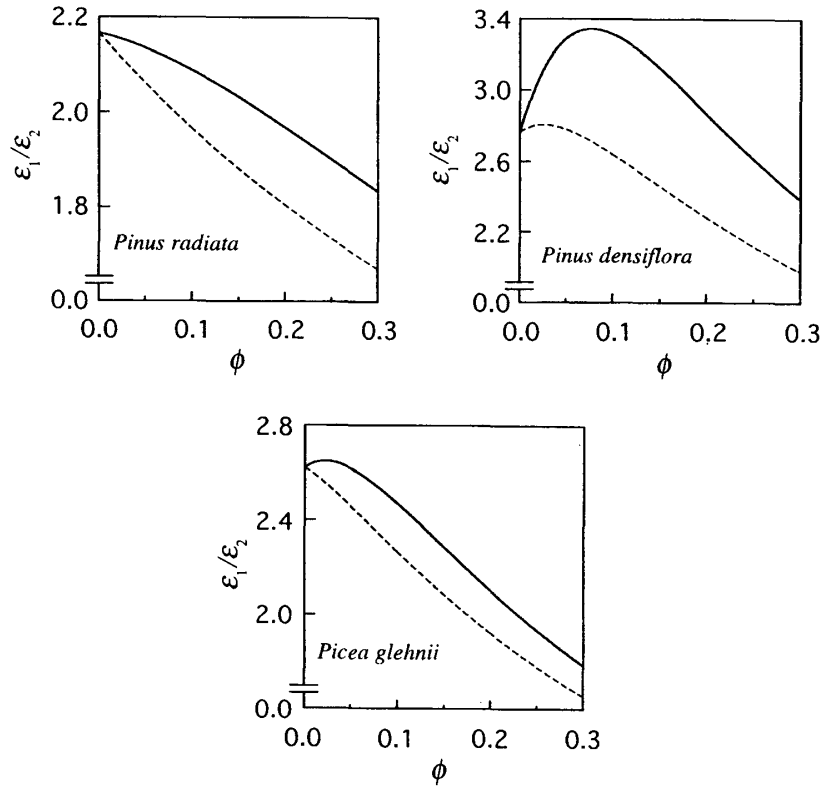 2.2
2.0
1.8
0.0
ε₁/ε₂
Pinus radiata
0.0 0.1 0.2 0.3
ϕ
3.4
3.0
2.6
2.2
0.0
ε₁/ε₂
Pinus densiflora
0.0 0.1 0.2 0.3
ϕ
2.8
2.4
2.0
0.0
ε₁/ε₂
Picea glehnii
0.0 0.1 0.2 0.3
ϕ